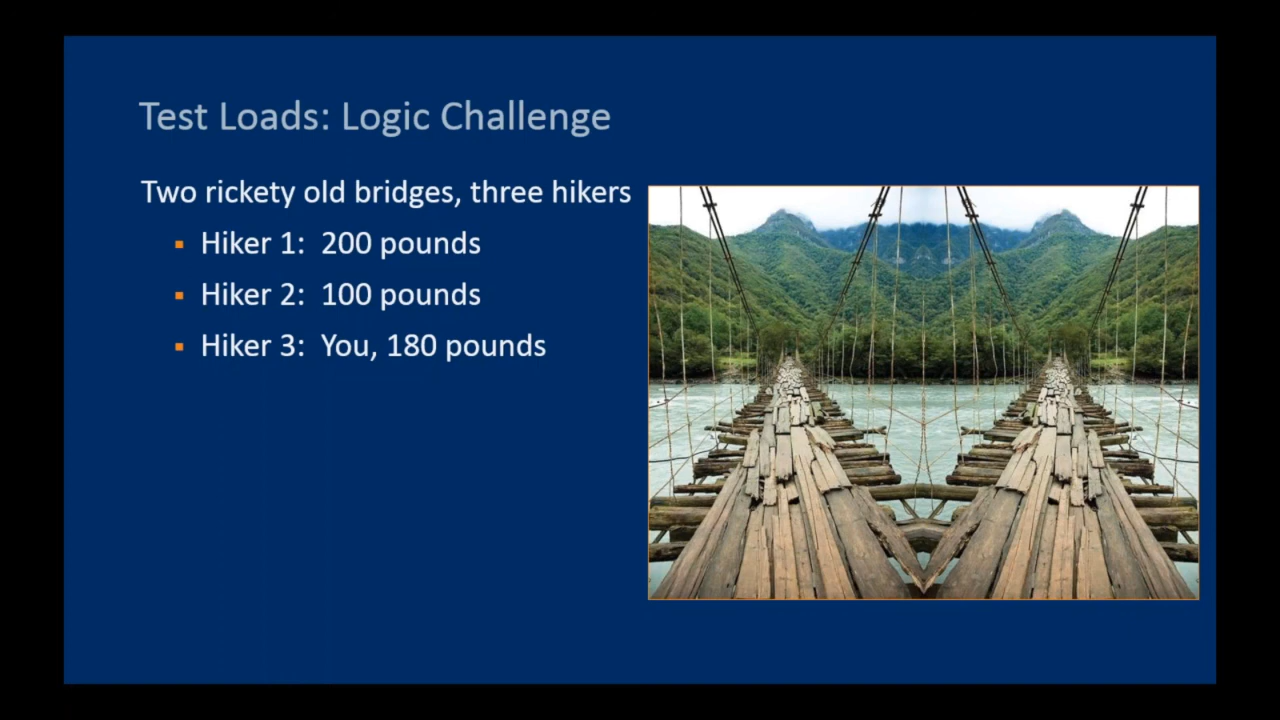 Test Loads: Logic Challenge
Two rickety old bridges, three hikers
Hiker 1: 200 pounds
Hiker 2: 100 pounds
Hiker 3: You, 180 pounds